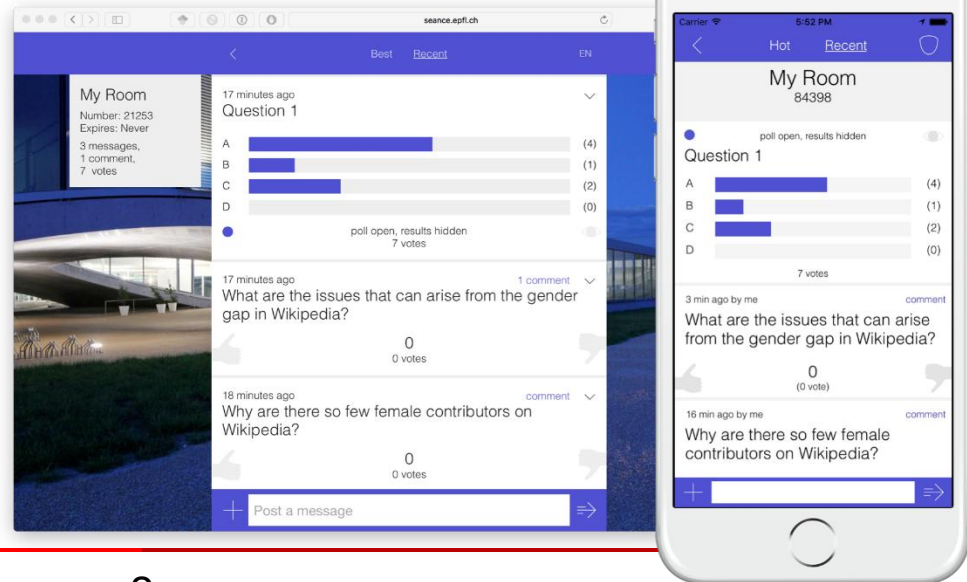 seance.epfl.ch
Best Recent EN
My Room
Number: 21253
Expires: Never
3 messages,
1 comment,
7 votes
17 minutes ago
Question 1
A (4)
B (1)
C (2)
D (0)
poll open, results hidden
7 votes
17 minutes ago 1 comment
What are the issues that can arise from the gender
gap in Wikipedia?
0
0 votes
18 minutes ago comment
Why are there so few female contributors on
Wikipedia?
0
0 votes
Post a message
Carrier 5:52 PM
Hot Recent
My Room
84398
poll open, results hidden
Question 1
A (4)
B (1)
C (2)
D (0)
7 votes
3 min ago by me comment
What are the issues that can arise
from the gender gap in Wikipedia?
0
(0 vote)
16 min ago by me comment
Why are there so few female
contributors on Wikipedia?